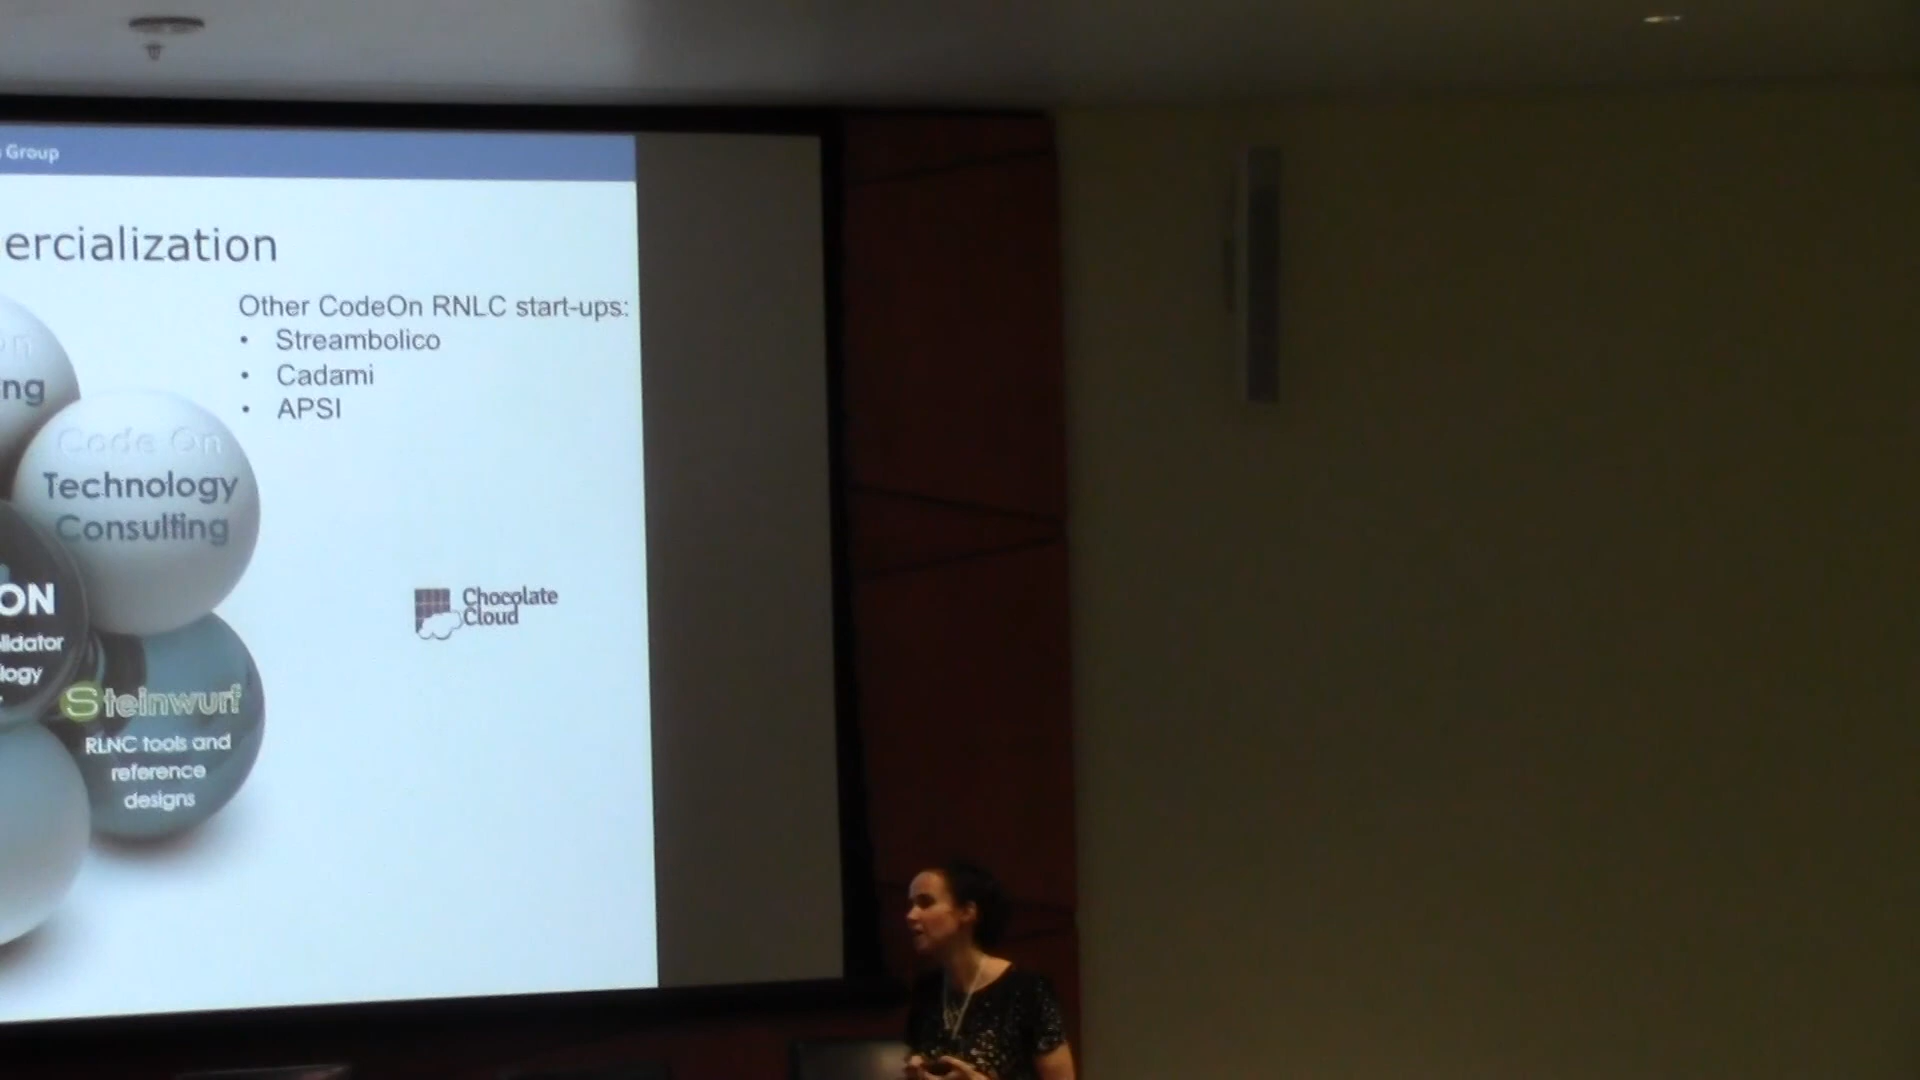 Group
ercialization
Other CodeOn RNLC start-ups:
• Streambolico
• Cadami
• APSI
ng
Code On
Technology
Consulting
ON
lidator
logy
Steinwurf
RLNC tools and
reference
designs
Chocolate
Cloud